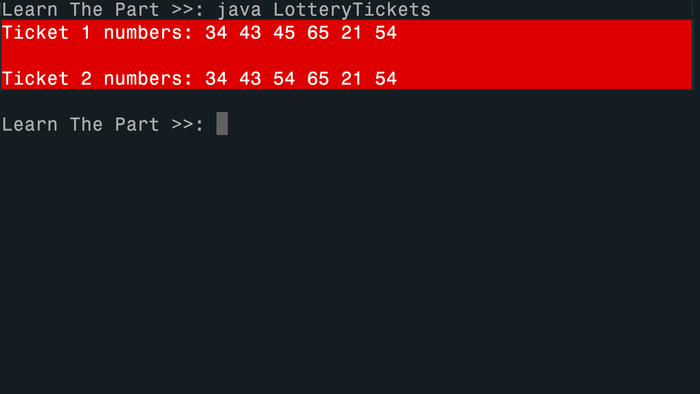 Learn The Part >>: java LotteryTickets
Ticket 1 numbers: 34 43 45 65 21 54
Ticket 2 numbers: 34 43 54 65 21 54
Learn The Part >>: